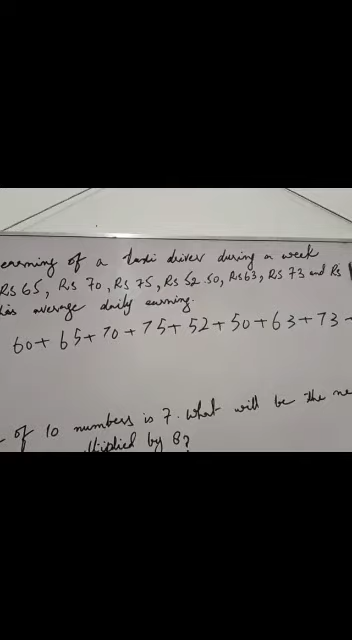 earning of a taxi driver during a week
Rs 65, Rs 70, Rs 75, Rs 52.50, Rs 63, Rs 73 and Rs
his average daily earning.
60+ 65+ 70 + 75+ 52 + 50 + 63 + 73 +
of 10 numbers is 7. what will be the ne
ltiplied by 8?